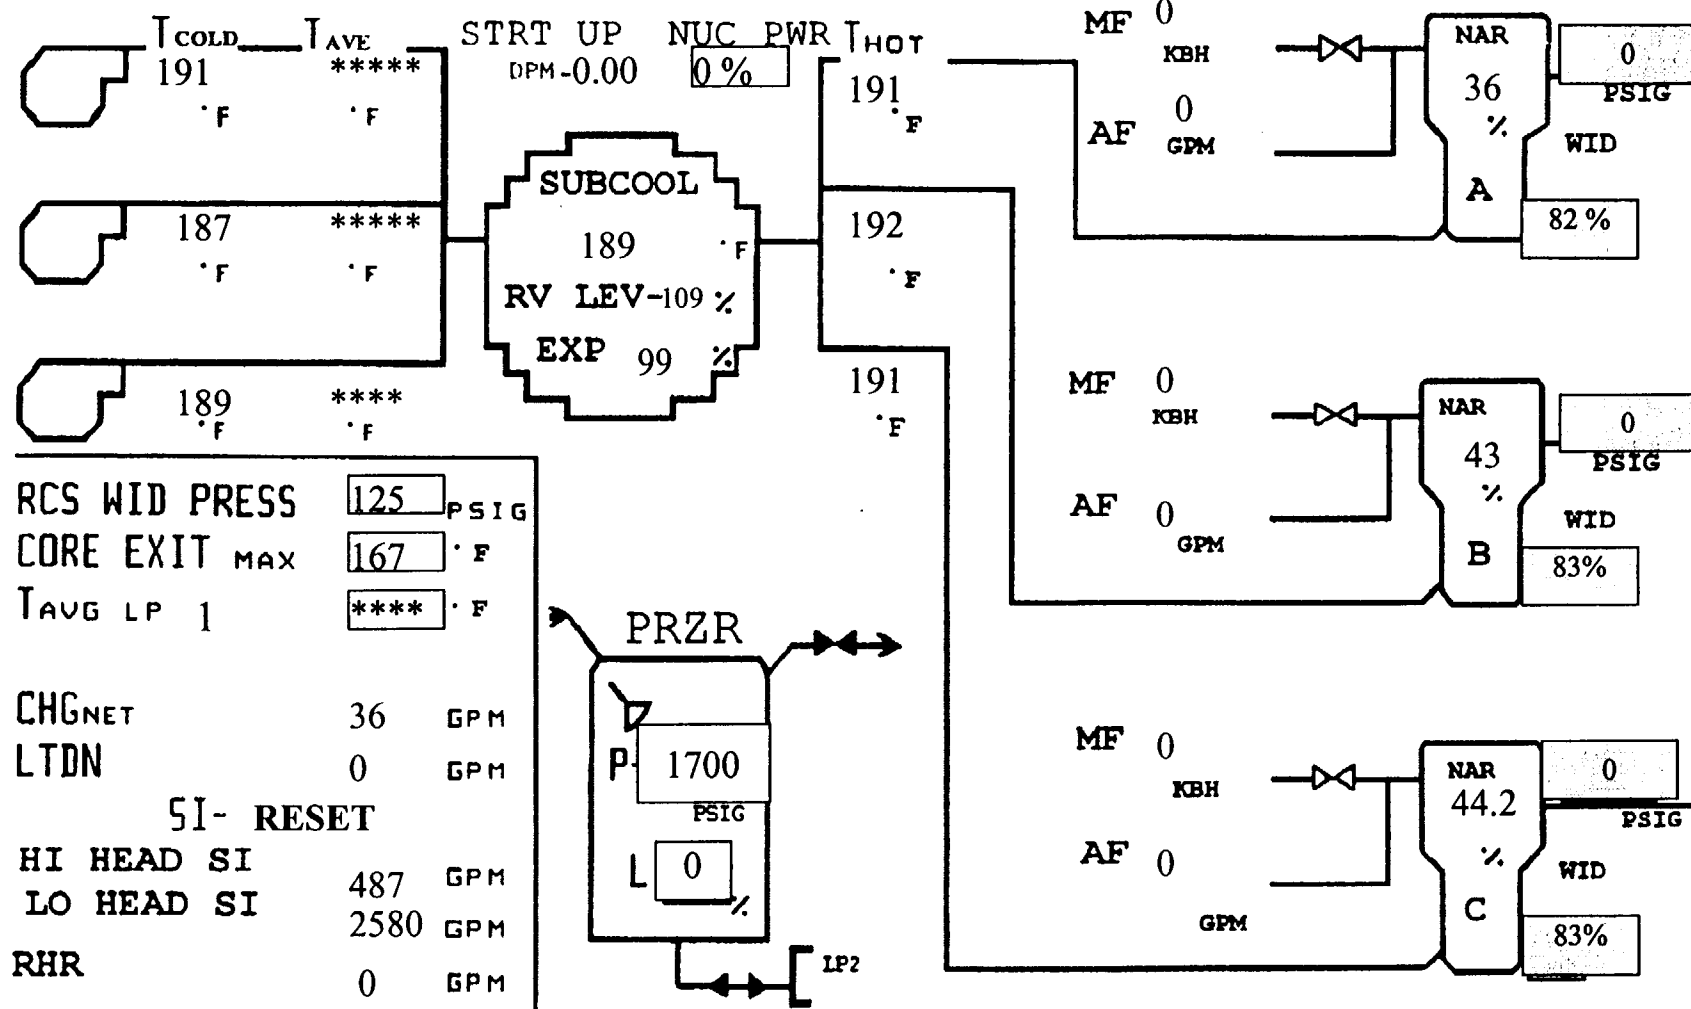 TCOLD TAVE STRT UP NUC PWR THOT
191 ***** DPM -0.00 0 % 191
°F °F °F
187 ***** 192
°F °F °F
189 **** 191
°F °F °F
SUBCOOL
189 °F
RV LEV-109 %
EXP 99 %
RCS WID PRESS 125 PSIG
CORE EXIT MAX 167 °F
TAVG LP 1 **** °F
CHGNET 36 GPM
LTDN 0 GPM
SI- RESET
HI HEAD SI 487 GPM
LO HEAD SI 2580 GPM
RHR 0 GPM
PRZR
P 1700
PSIG
L 0
%
LP2
MF 0
KBH
AF 0
GPM
NAR
36
%
A
0
PSIG
WID
82 %
MF 0
KBH
AF 0
GPM
NAR
43
%
B
0
PSIG
WID
83%
MF 0
KBH
AF 0
GPM
NAR
44.2
%
C
0
PSIG
WID
83%